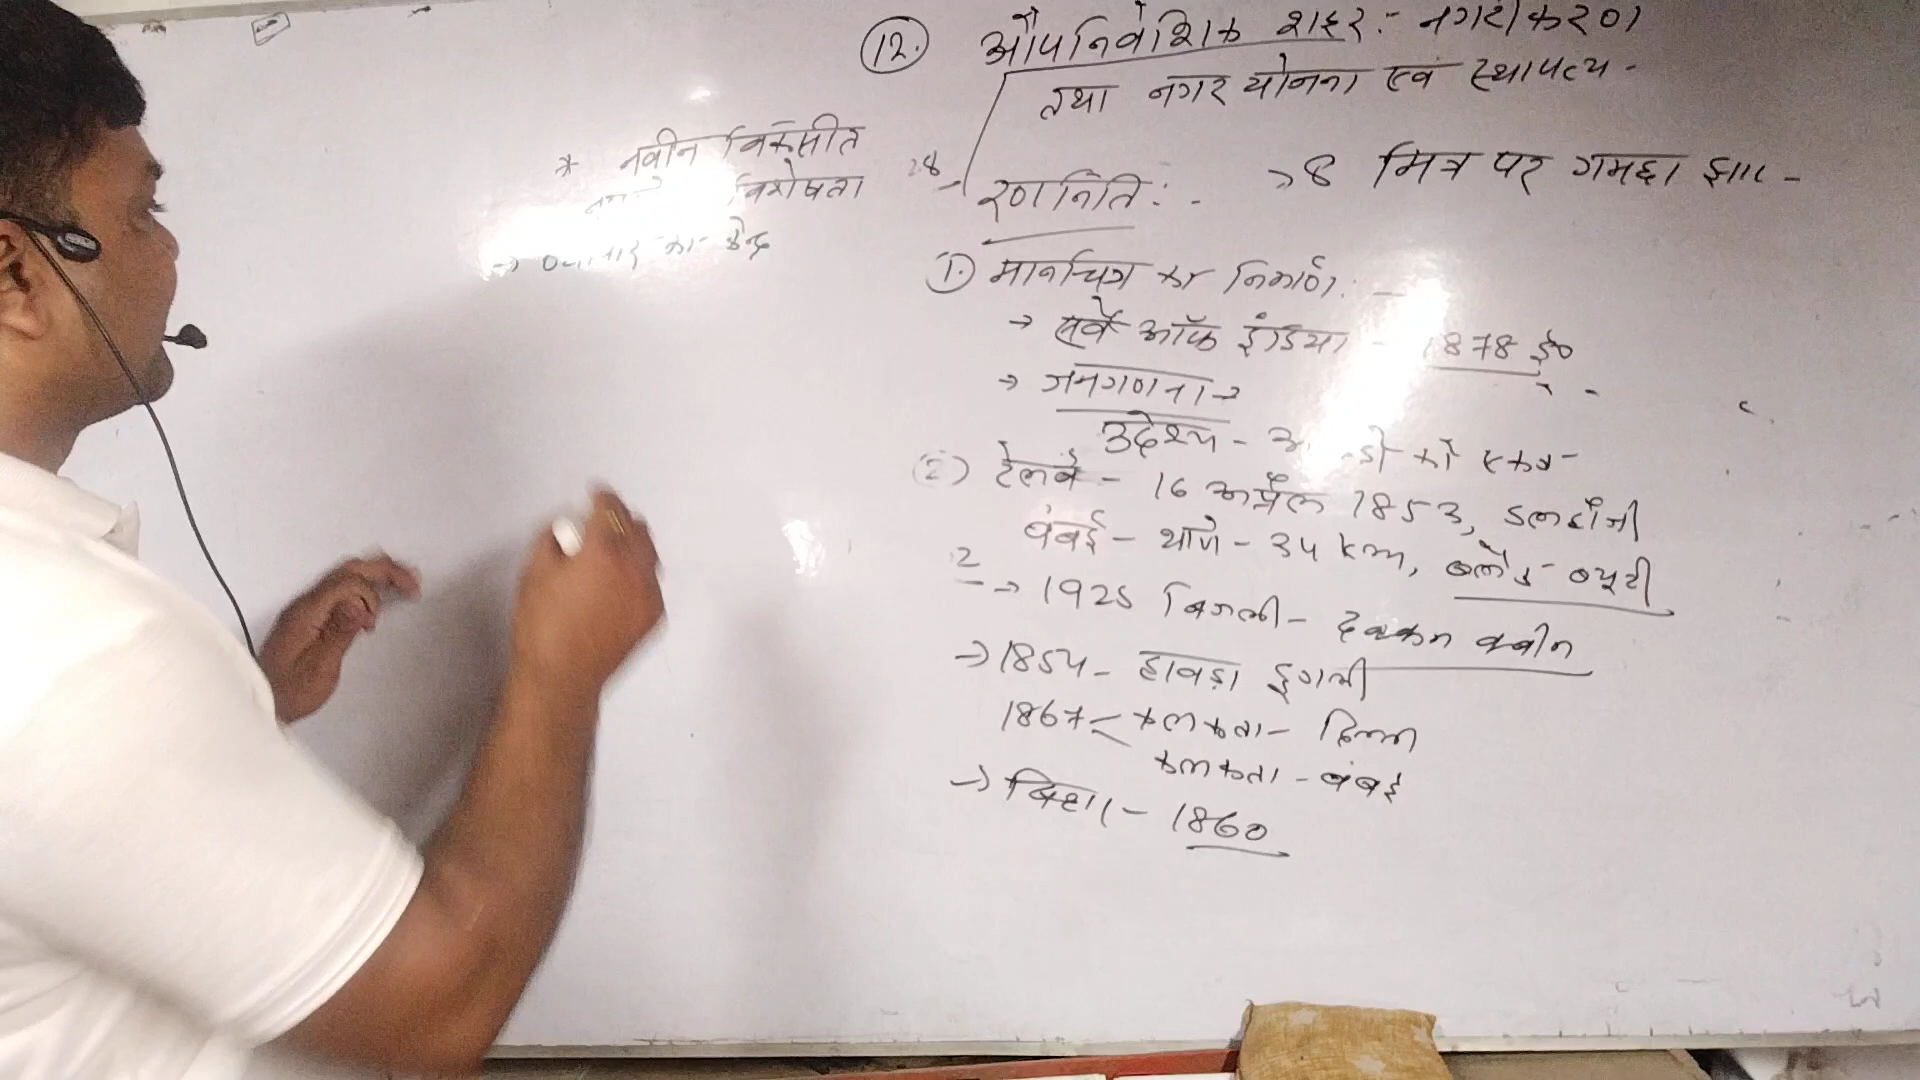 12. औपनिवेशिक शहर :- नगरीकरण
तथा नगर योजना एवं स्थापत्य -
* नवीन विकसीत
विशेषता
→ का केन्द्र
रणनिति : -
→ 8 मित्र पर गमछा झार -
① मानचित्र का निर्माण : -
→ सर्वे ऑफ इंडिया - 1878 ई०
→ जनगणना →
उदेश्य - को एकत्र -
② रेलवे - 16 अप्रैल 1853, डलहौजी
बंबई - थाणे - 34 km, ब्लैक ब्यूटी
2 → 1925 बिजली - दक्कन क्वीन
→ 1854 - हावड़ा हुगली
1867 < कलकता - दिल्ली
कलकता - बंबई
→ बिहार - 1860